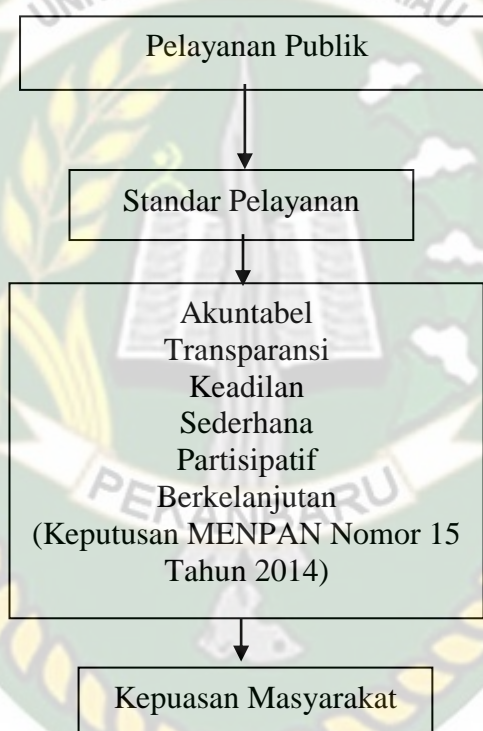 Pelayanan Publik
Standar Pelayanan
Akuntabel
Transparansi
Keadilan
Sederhana
Partisipatif
Berkelanjutan
(Keputusan MENPAN Nomor 15
Tahun 2014)
Kepuasan Masyarakat